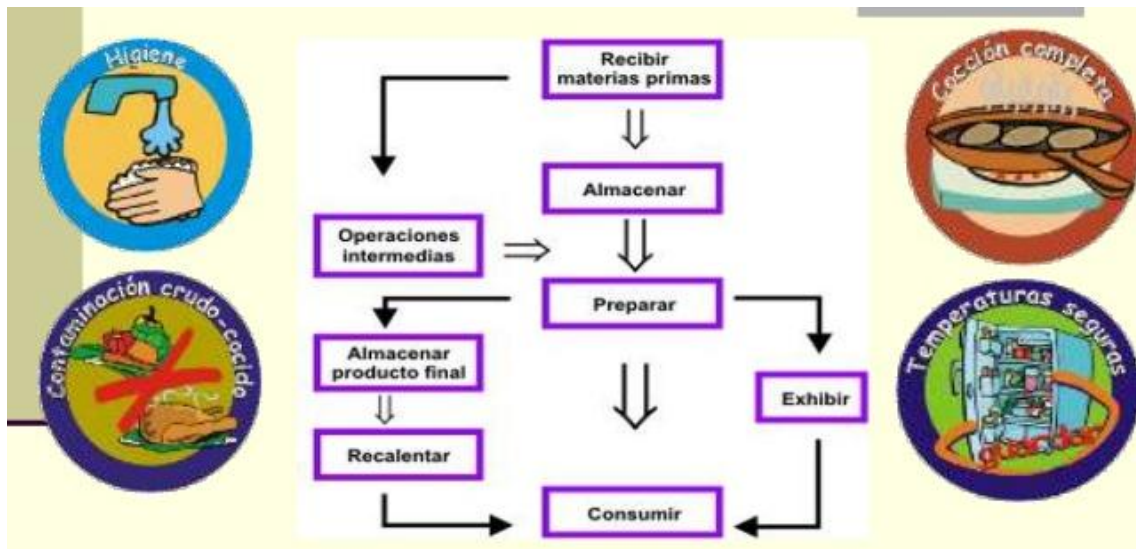 Higiene
Contaminación crudo-cocido
Recibir
materias primas
Almacenar
Operaciones
intermedias
Preparar
Almacenar
producto final
Recalentar
Exhibir
Consumir
Cocción completa
Temperaturas seguras
guardar